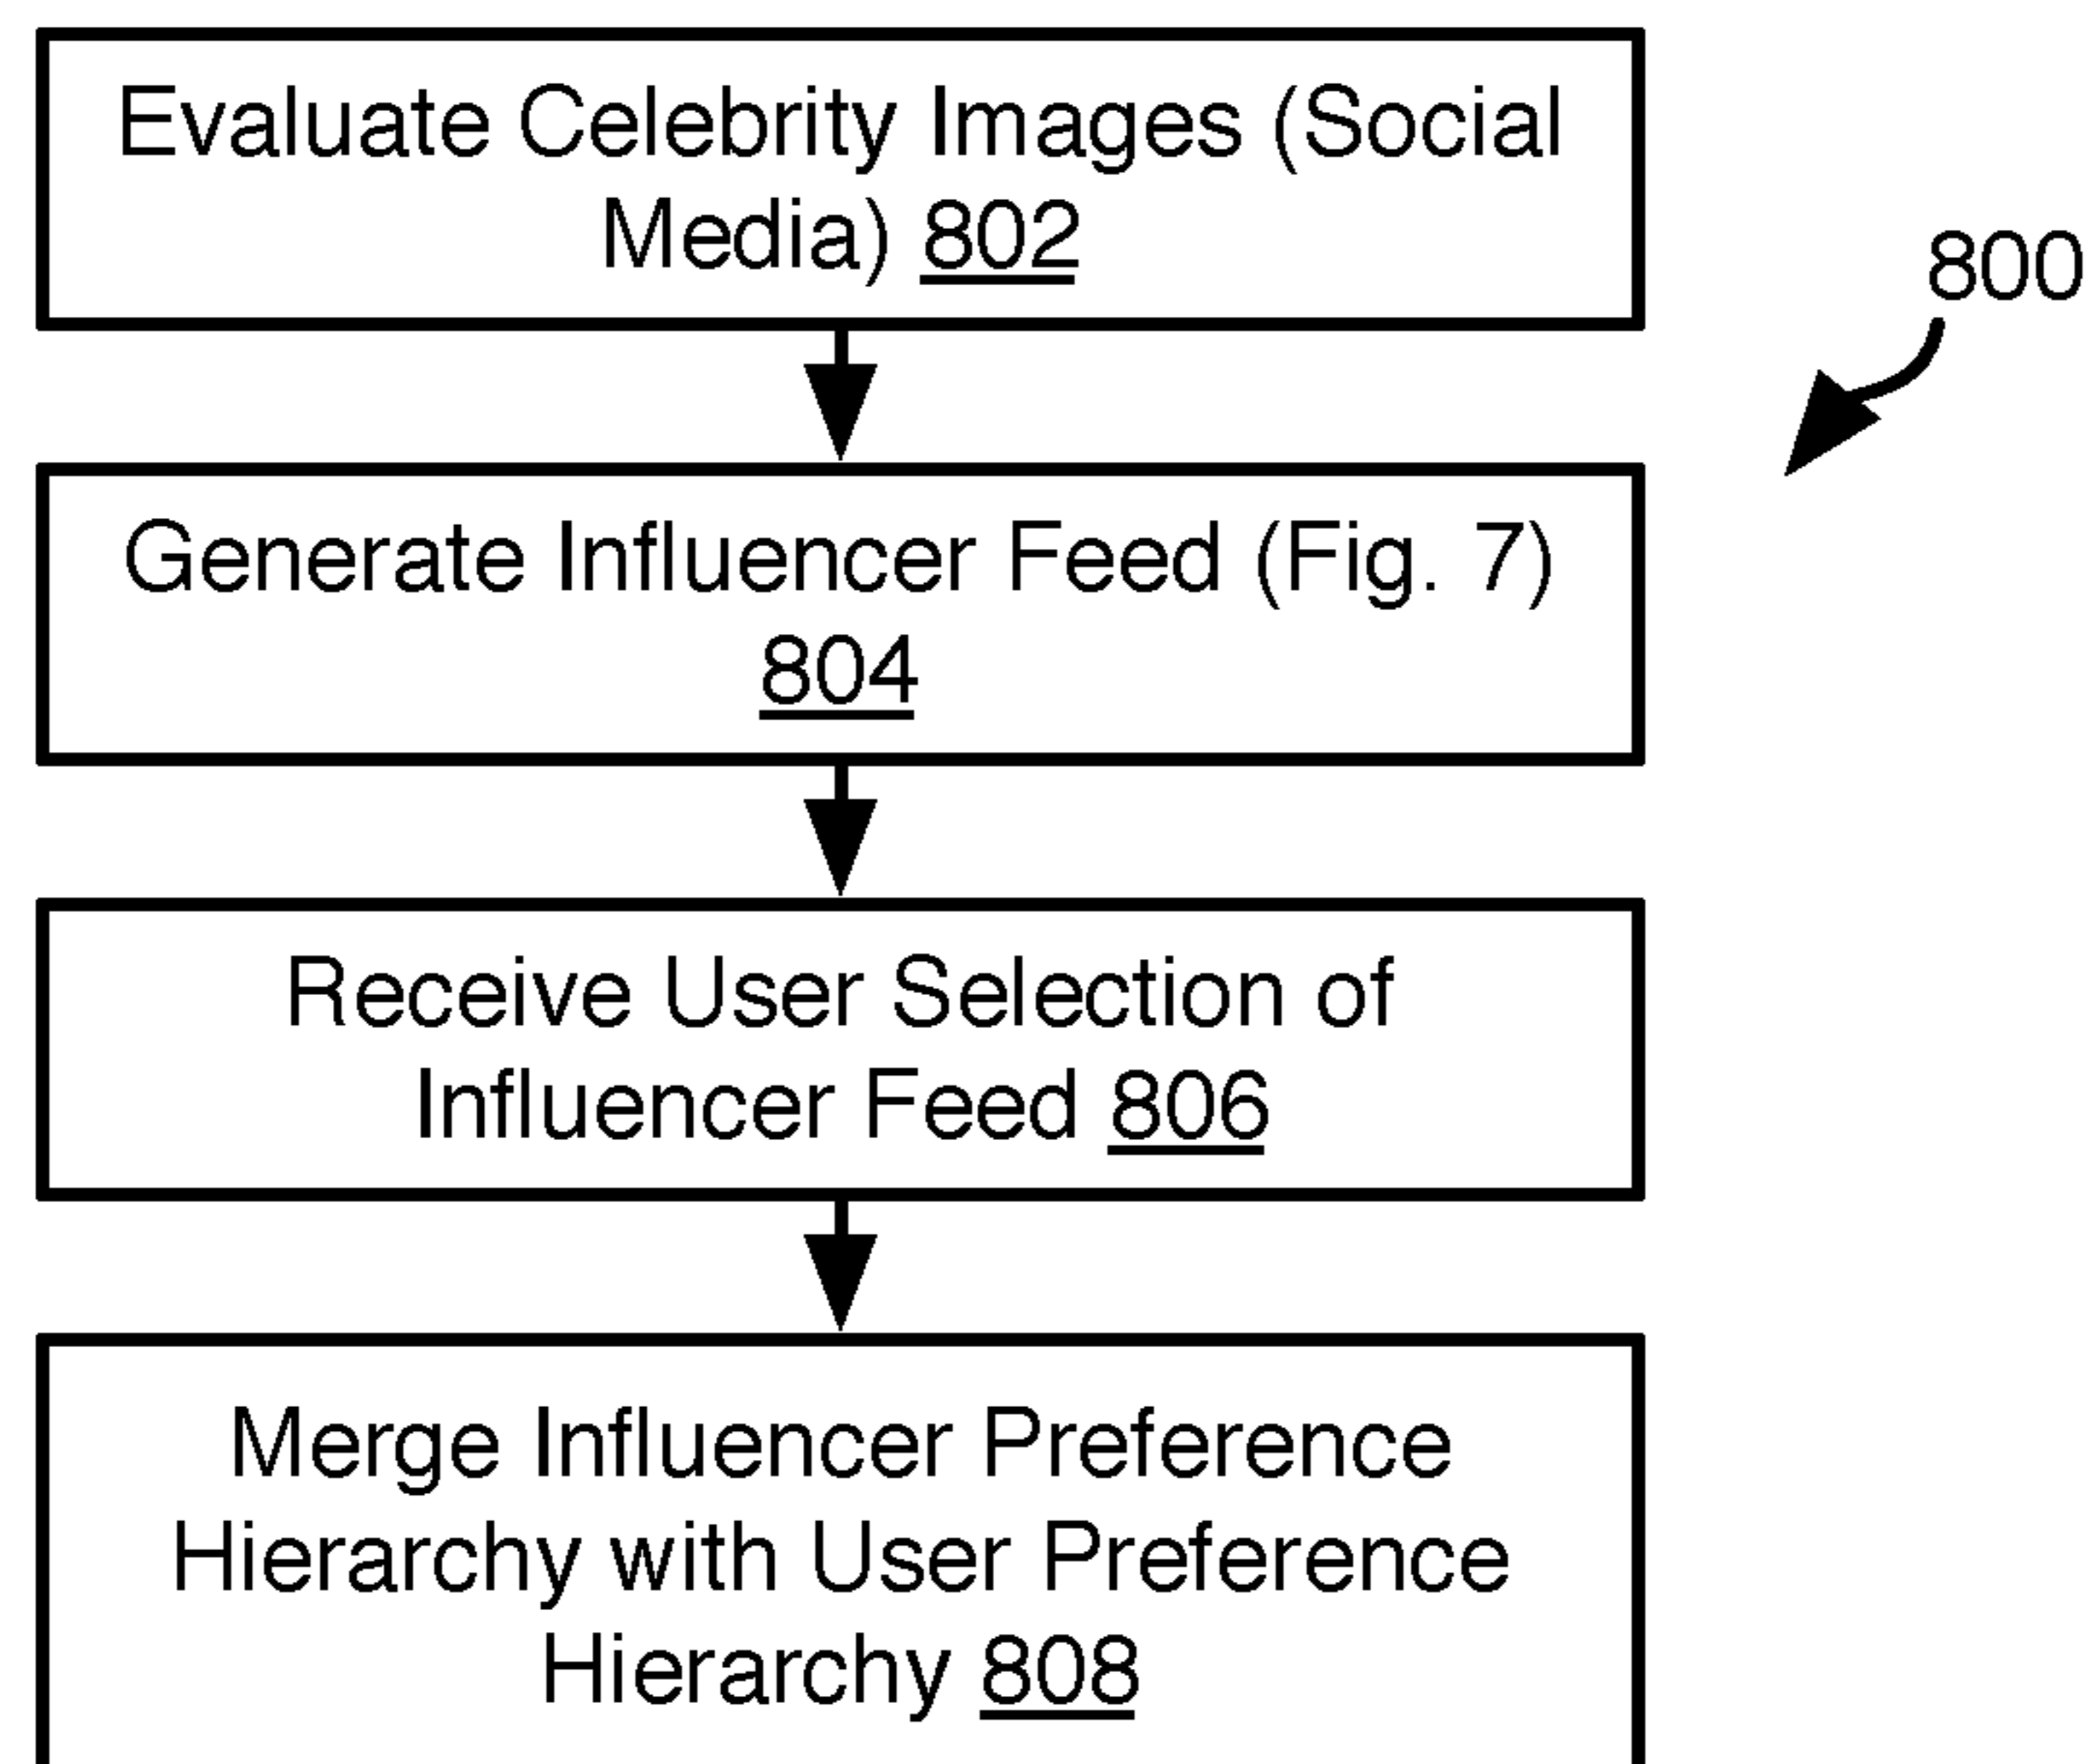 Evaluate Celebrity Images (Social
Media) 802
800
Generate Influencer Feed (Fig. 7)
804
Receive User Selection of
Influencer Feed 806
Merge Influencer Preference
Hierarchy with User Preference
Hierarchy 808